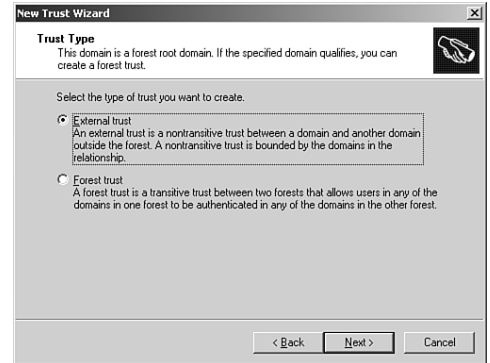 New Trust Wizard
Trust Type
This domain is a forest root domain. If the specified domain qualifies, you can
create a forest trust.
Select the type of trust you want to create.
External trust
An external trust is a nontransitive trust between a domain and another domain
outside the forest. A nontransitive trust is bounded by the domains in the
relationship.
Forest trust
A forest trust is a transitive trust between two forests that allows users in any of the
domains in one forest to be authenticated in any of the domains in the other forest.
< Back Next > Cancel